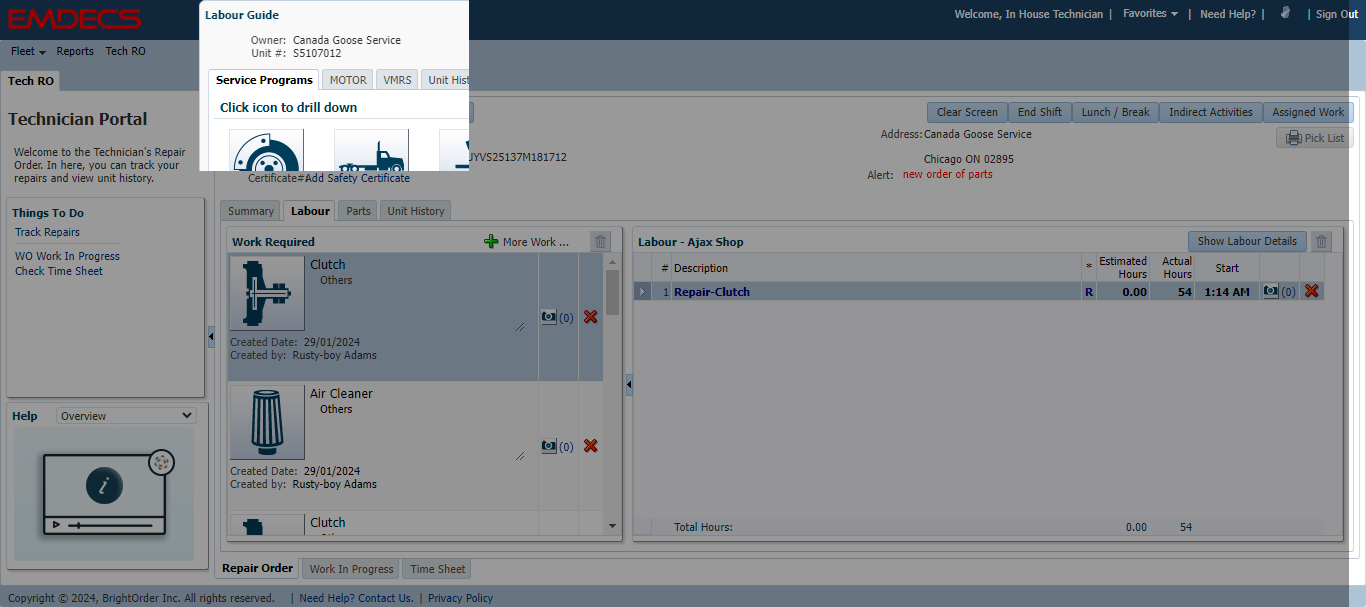 EMDECS
Welcome, In House Technician | Favorites | Need Help? | | Sign Out
Fleet Reports Tech RO
Tech RO
Labour Guide
Owner: Canada Goose Service
Unit #: S5107012
Service Programs MOTOR VMRS Unit Hist
Click icon to drill down
Technician Portal
Welcome to the Technician's Repair
Order. In here, you can track your
repairs and view unit history.
Things To Do
Track Repairs
WO Work In Progress
Check Time Sheet
Help Overview
Clear Screen End Shift Lunch / Break Indirect Activities Assigned Work
Address: Canada Goose Service
Pick List
JYVS25137M181712
Chicago ON 02895
Certificate# Add Safety Certificate
Alert: new order of parts
Summary Labour Parts Unit History
Work Required More Work ...
Clutch
Others
(0)
Created Date: 29/01/2024
Created by: Rusty-boy Adams
Air Cleaner
Others
(0)
Created Date: 29/01/2024
Created by: Rusty-boy Adams
Clutch
Labour - Ajax Shop Show Labour Details
# Description * Estimated Hours Actual Hours Start
1 Repair-Clutch R 0.00 54 1:14 AM (0)
Total Hours: 0.00 54
Repair Order Work In Progress Time Sheet
Copyright © 2024, BrightOrder Inc. All rights reserved. | Need Help? Contact Us. | Privacy Policy